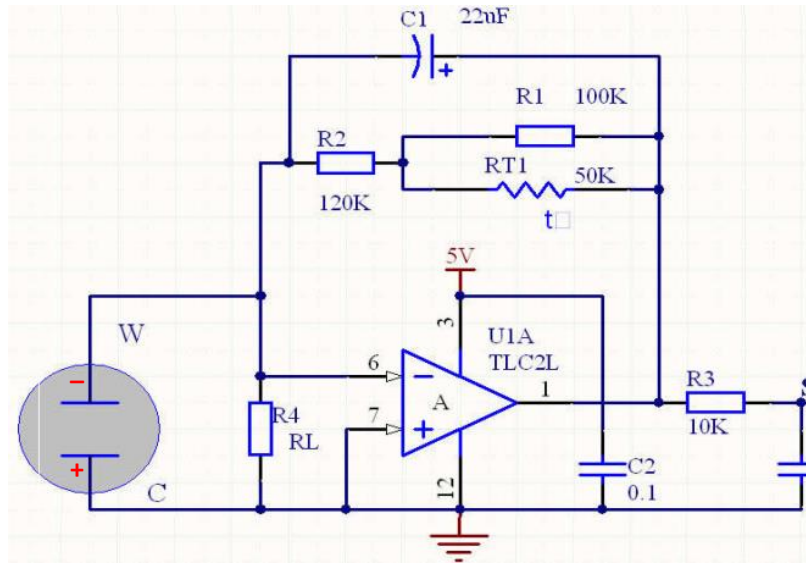 C1 22uF
+
R1 100K
R2
RT1 50K
120K
t
5V
W
3
U1A
TLC2L
6
-
1
R3
S
-
A
R4
7
RL
+
10K
+
C
12
C2
0.1